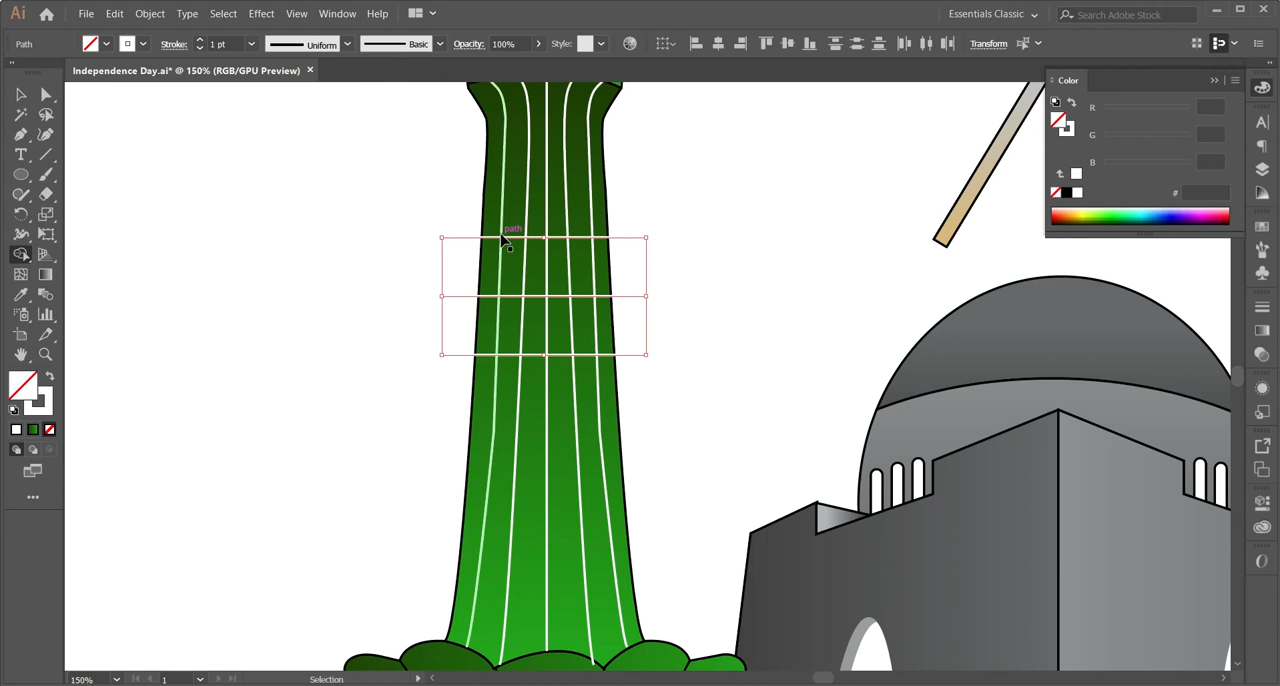 Ai File Edit Object Type Select Effect View Window Help Essentials Classic Search Adobe Stock
Path Stroke: 1 pt Uniform Basic Opacity: 100% Style: Transform
Independence Day.ai* @ 150% (RGB/GPU Preview) ×
Color
R
G
B
#
path
150% 1 Selection